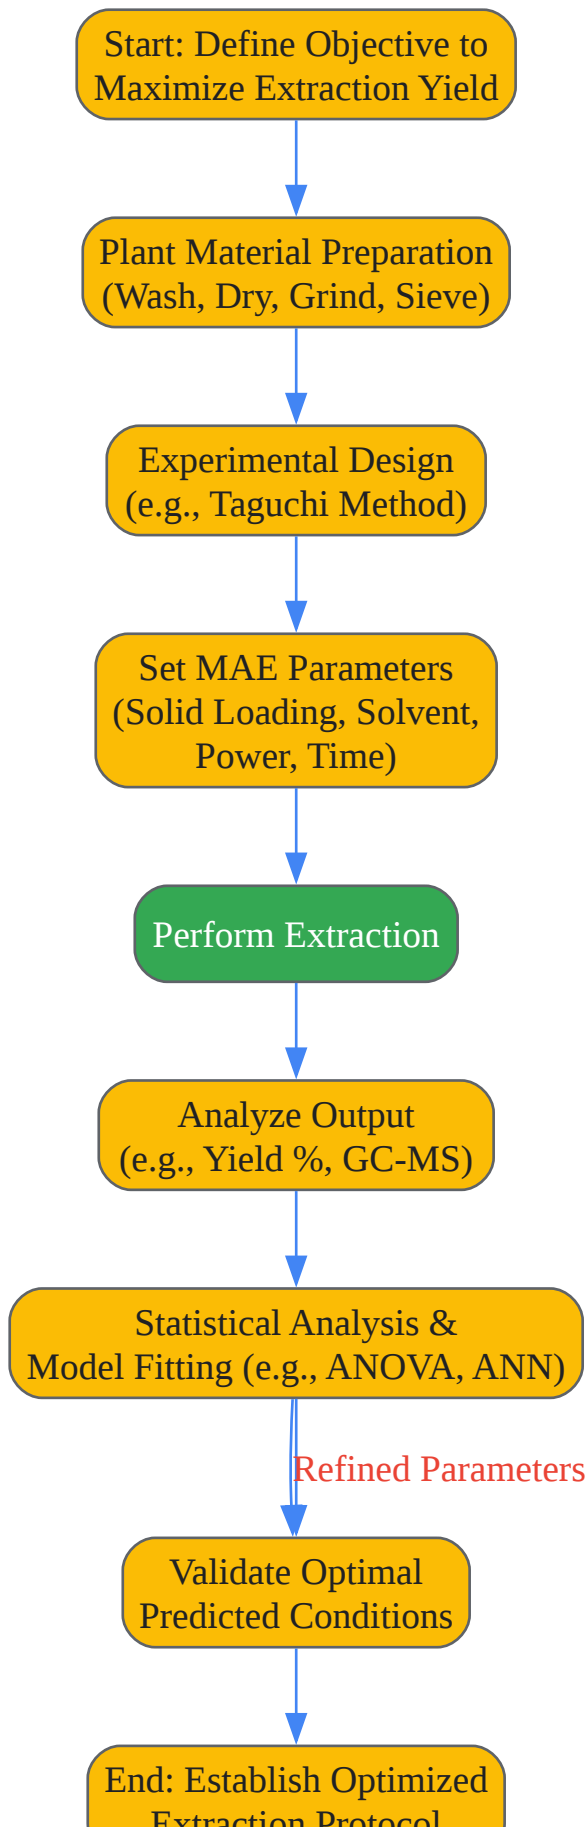 Start: Define Objective to
Maximize Extraction Yield
Plant Material Preparation
(Wash, Dry, Grind, Sieve)
Experimental Design
(e.g., Taguchi Method)
Set MAE Parameters
(Solid Loading, Solvent,
Power, Time)
Perform Extraction
Analyze Output
(e.g., Yield %, GC-MS)
Statistical Analysis &
Model Fitting (e.g., ANOVA, ANN)
Refined Parameters
Validate Optimal
Predicted Conditions
End: Establish Optimized
Extraction Protocol